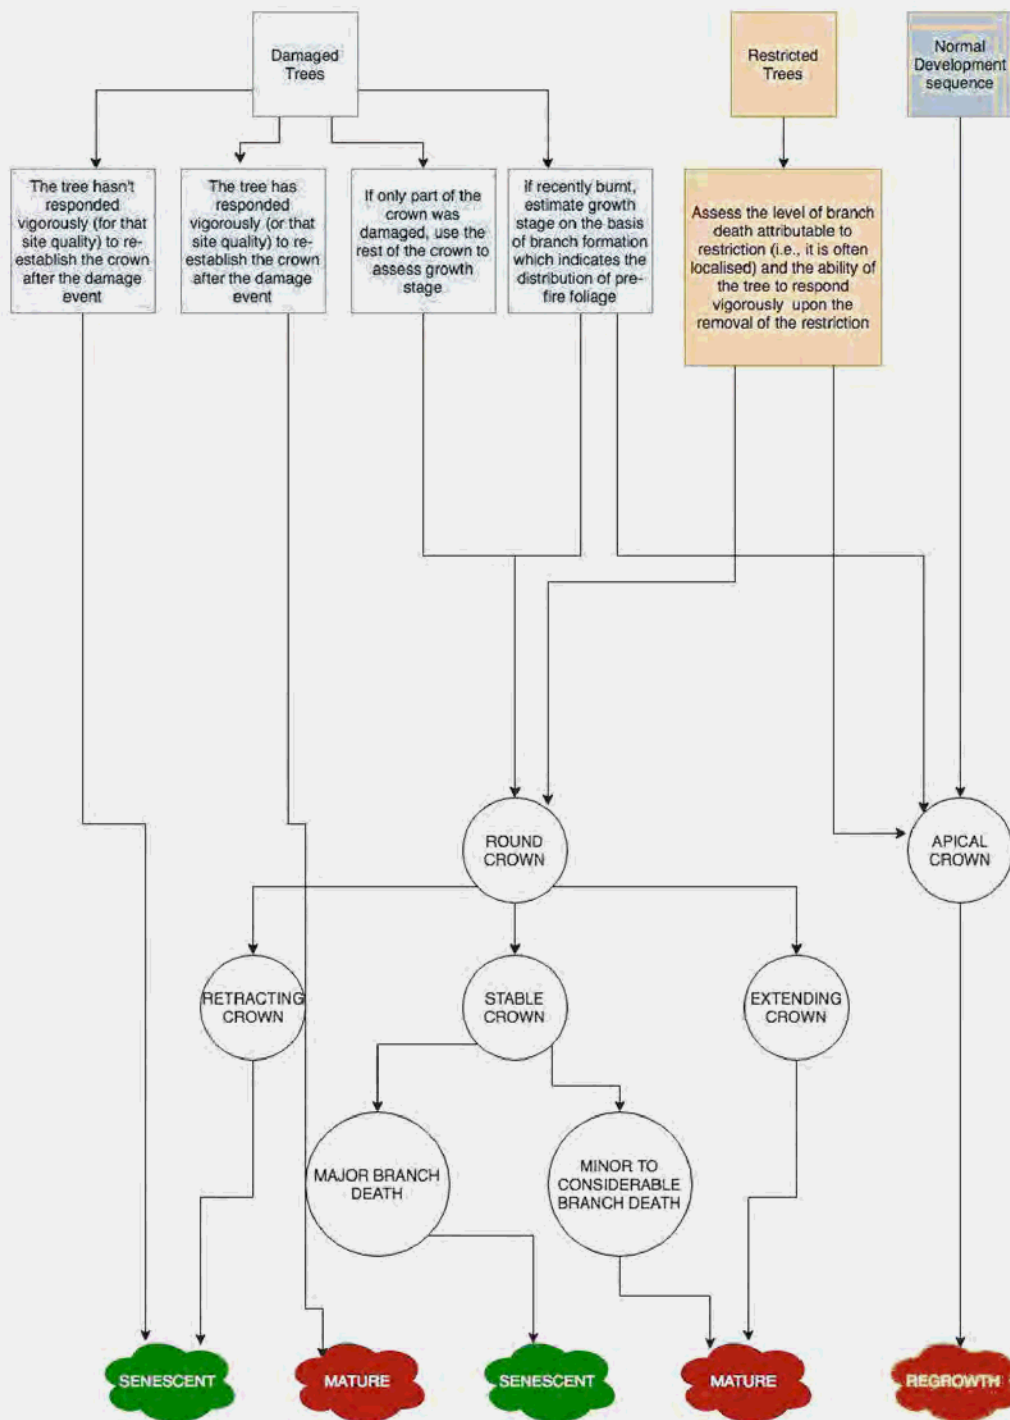 Damaged
Trees
Restricted
Trees
Normal
Development
sequence
The tree hasn't
responded
vigorously (for that
site quality) to re-
establish the crown
after the damage
event
The tree has
responded
vigorously (or that
site quality) to re-
establish the crown
after the damage
event
If only part of the
crown was
damaged, use the
rest of the crown to
assess growth
stage
If recently burnt,
estimate growth
stage on the basis
of branch formation
which indicates the
distribution of pre-
fire foliage
Assess the level of branch
death attributable to
restriction (i.e., it is often
localised) and the ability of
the tree to respond
vigorously upon the
removal of the restriction
ROUND
CROWN
APICAL
CROWN
RETRACTING
CROWN
STABLE
CROWN
EXTENDING
CROWN
MAJOR BRANCH
DEATH
MINOR TO
CONSIDERABLE
BRANCH DEATH
SENESCENT
MATURE
SENESCENT
MATURE
REGROWTH